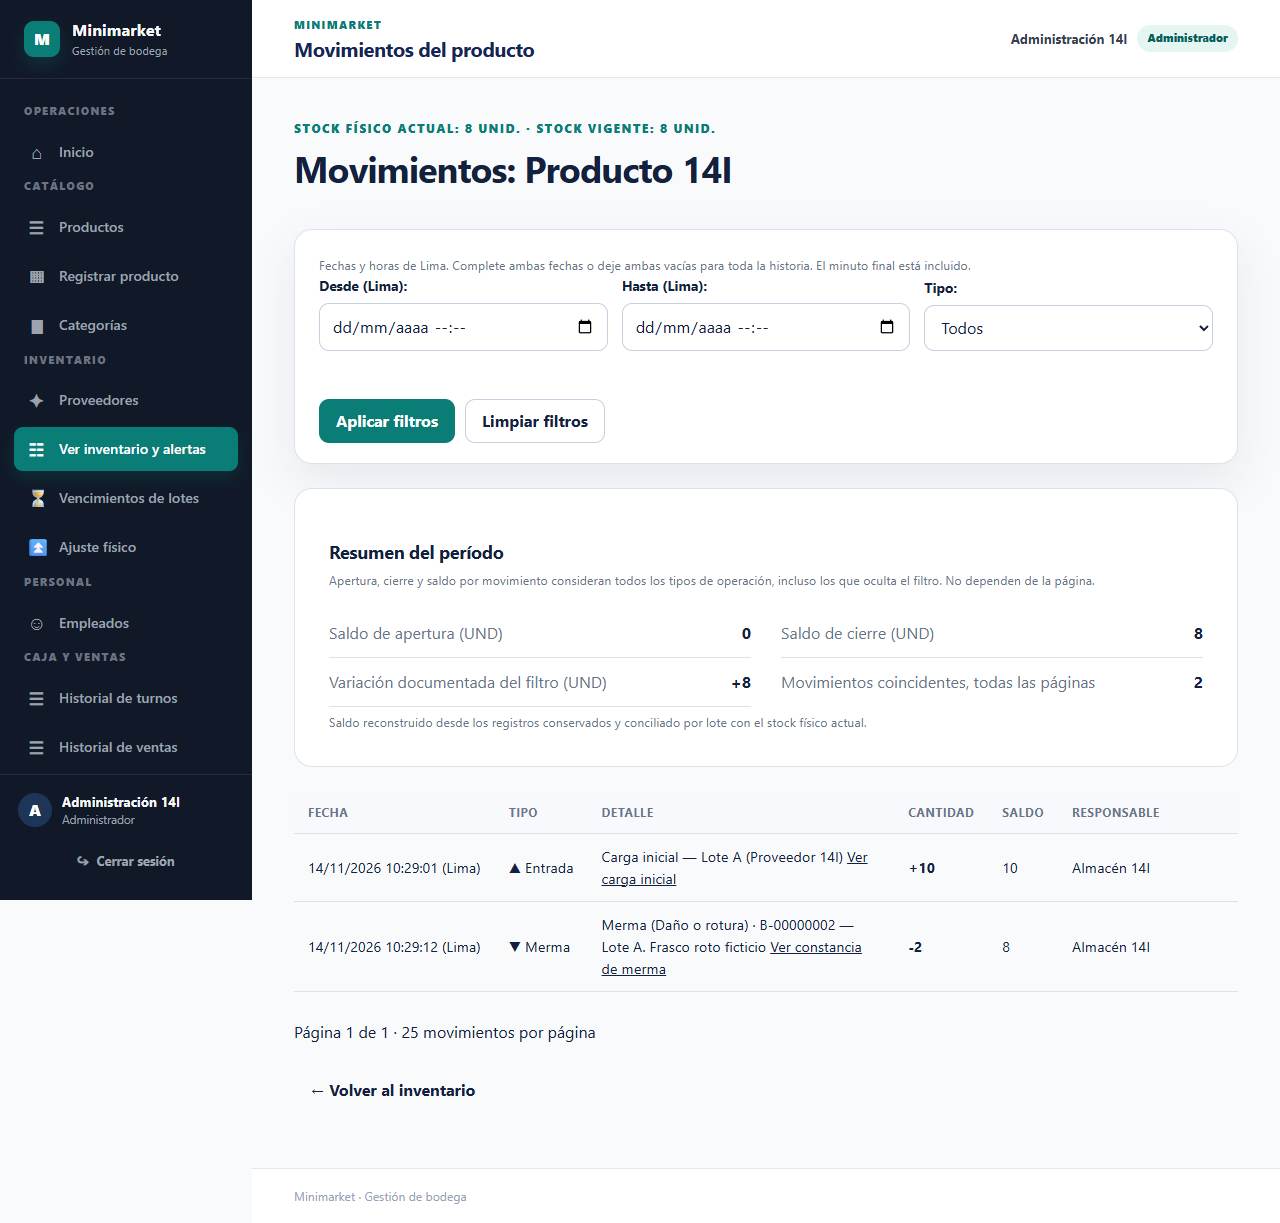 M
Minimarket
Gestión de bodega
OPERACIONES
Inicio
CATÁLOGO
Productos
Registrar producto
Categorías
INVENTARIO
Proveedores
Ver inventario y alertas
Vencimientos de lotes
Ajuste físico
PERSONAL
Empleados
CAJA Y VENTAS
Historial de turnos
Historial de ventas
A
Administración 14I
Administrador
↪ Cerrar sesión
MINIMARKET
Movimientos del producto
Administración 14I Administrador
STOCK FÍSICO ACTUAL: 8 UNID. · STOCK VIGENTE: 8 UNID.
Movimientos: Producto 14I
Fechas y horas de Lima. Complete ambas fechas o deje ambas vacías para toda la historia. El minuto final está incluido.
Desde (Lima): Hasta (Lima): Tipo:
dd/mm/aaaa --:-- dd/mm/aaaa --:-- Todos
Aplicar filtros Limpiar filtros
Resumen del período
Apertura, cierre y saldo por movimiento consideran todos los tipos de operación, incluso los que oculta el filtro. No dependen de la página.
Saldo de apertura (UND) 0 Saldo de cierre (UND) 8
Variación documentada del filtro (UND) +8 Movimientos coincidentes, todas las páginas 2
Saldo reconstruido desde los registros conservados y conciliado por lote con el stock físico actual.
FECHA TIPO DETALLE CANTIDAD SALDO RESPONSABLE
14/11/2026 10:29:01 (Lima) ▲ Entrada Carga inicial — Lote A (Proveedor 14I) Ver +10 10 Almacén 14I
carga inicial
Merma (Daño o rotura) · B-00000002 —
14/11/2026 10:29:12 (Lima) ▼ Merma Lote A. Frasco roto ficticio Ver constancia -2 8 Almacén 14I
de merma
Página 1 de 1 · 25 movimientos por página
← Volver al inventario
Minimarket · Gestión de bodega